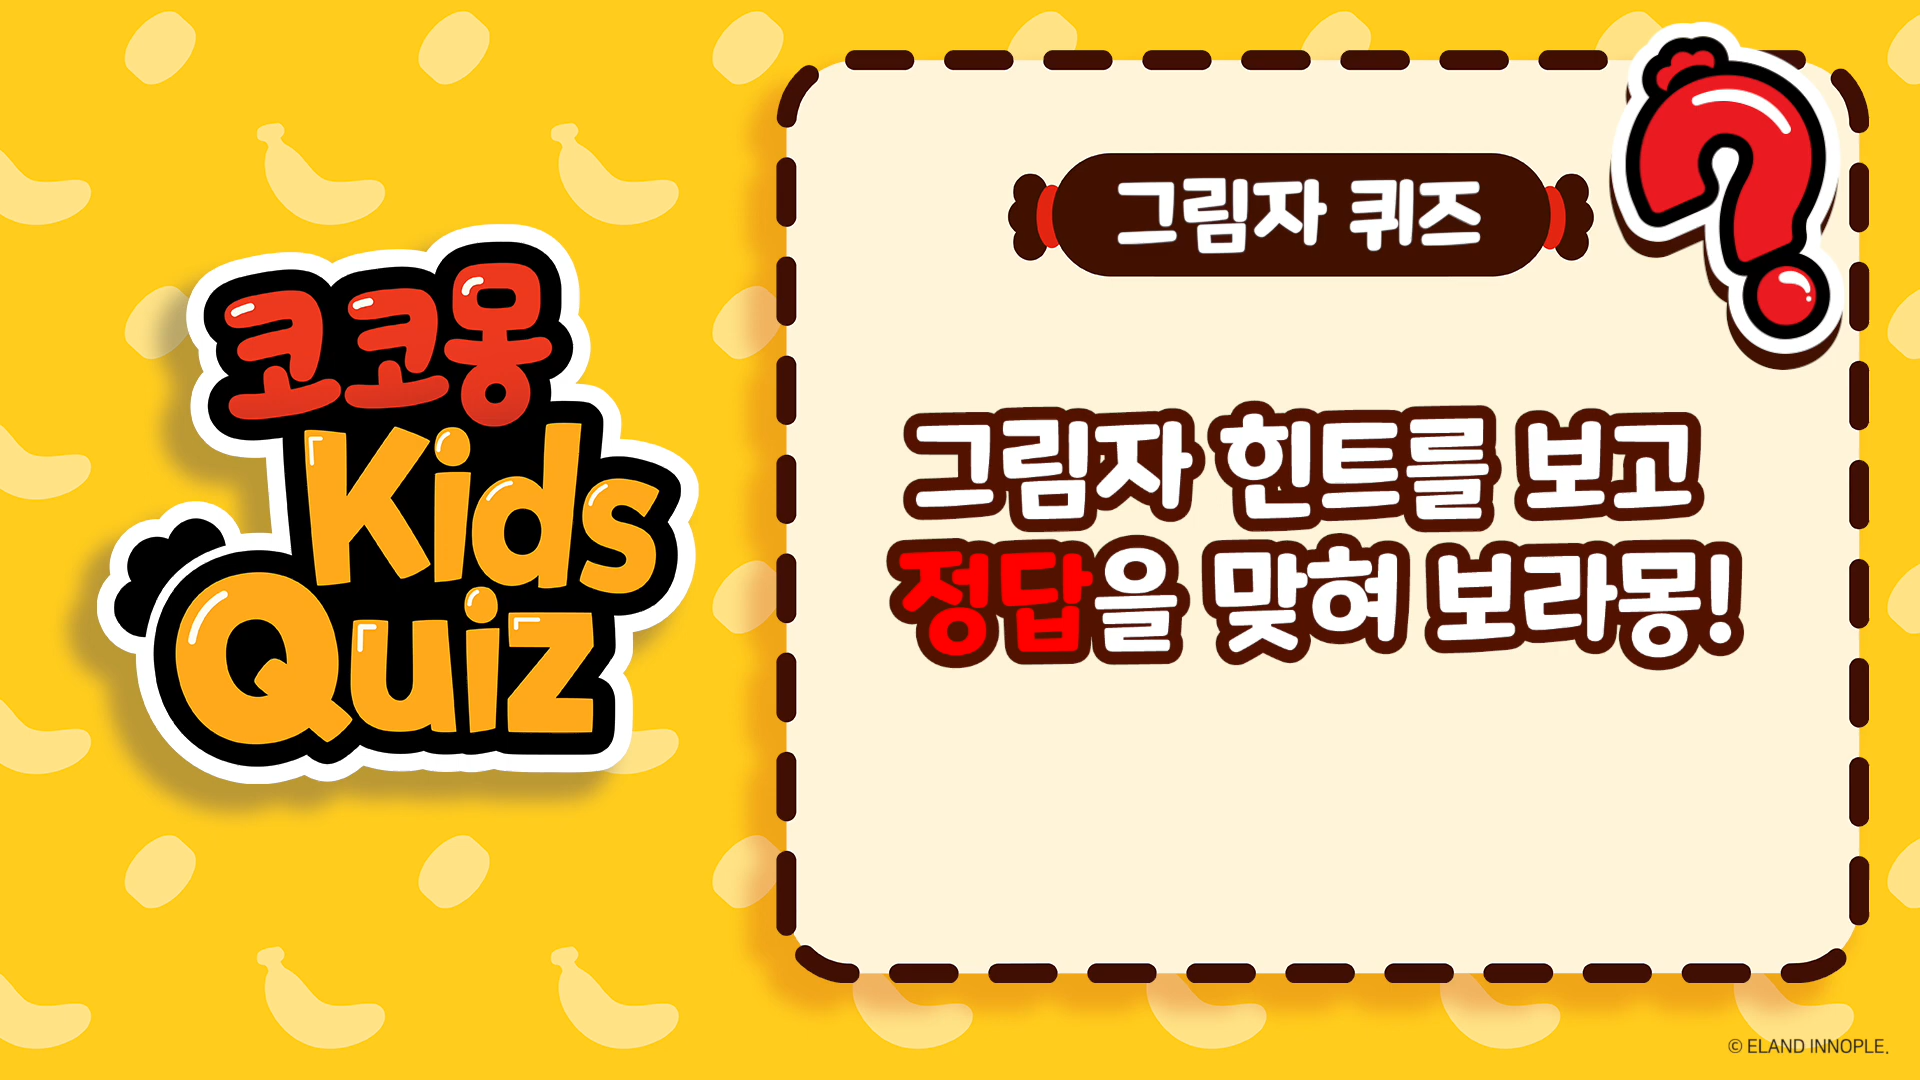 코코몽
Kids
Quiz
그림자 퀴즈
그림자 힌트를 보고
정답을 맞혀 보라몽!
© ELAND INNOPLE.